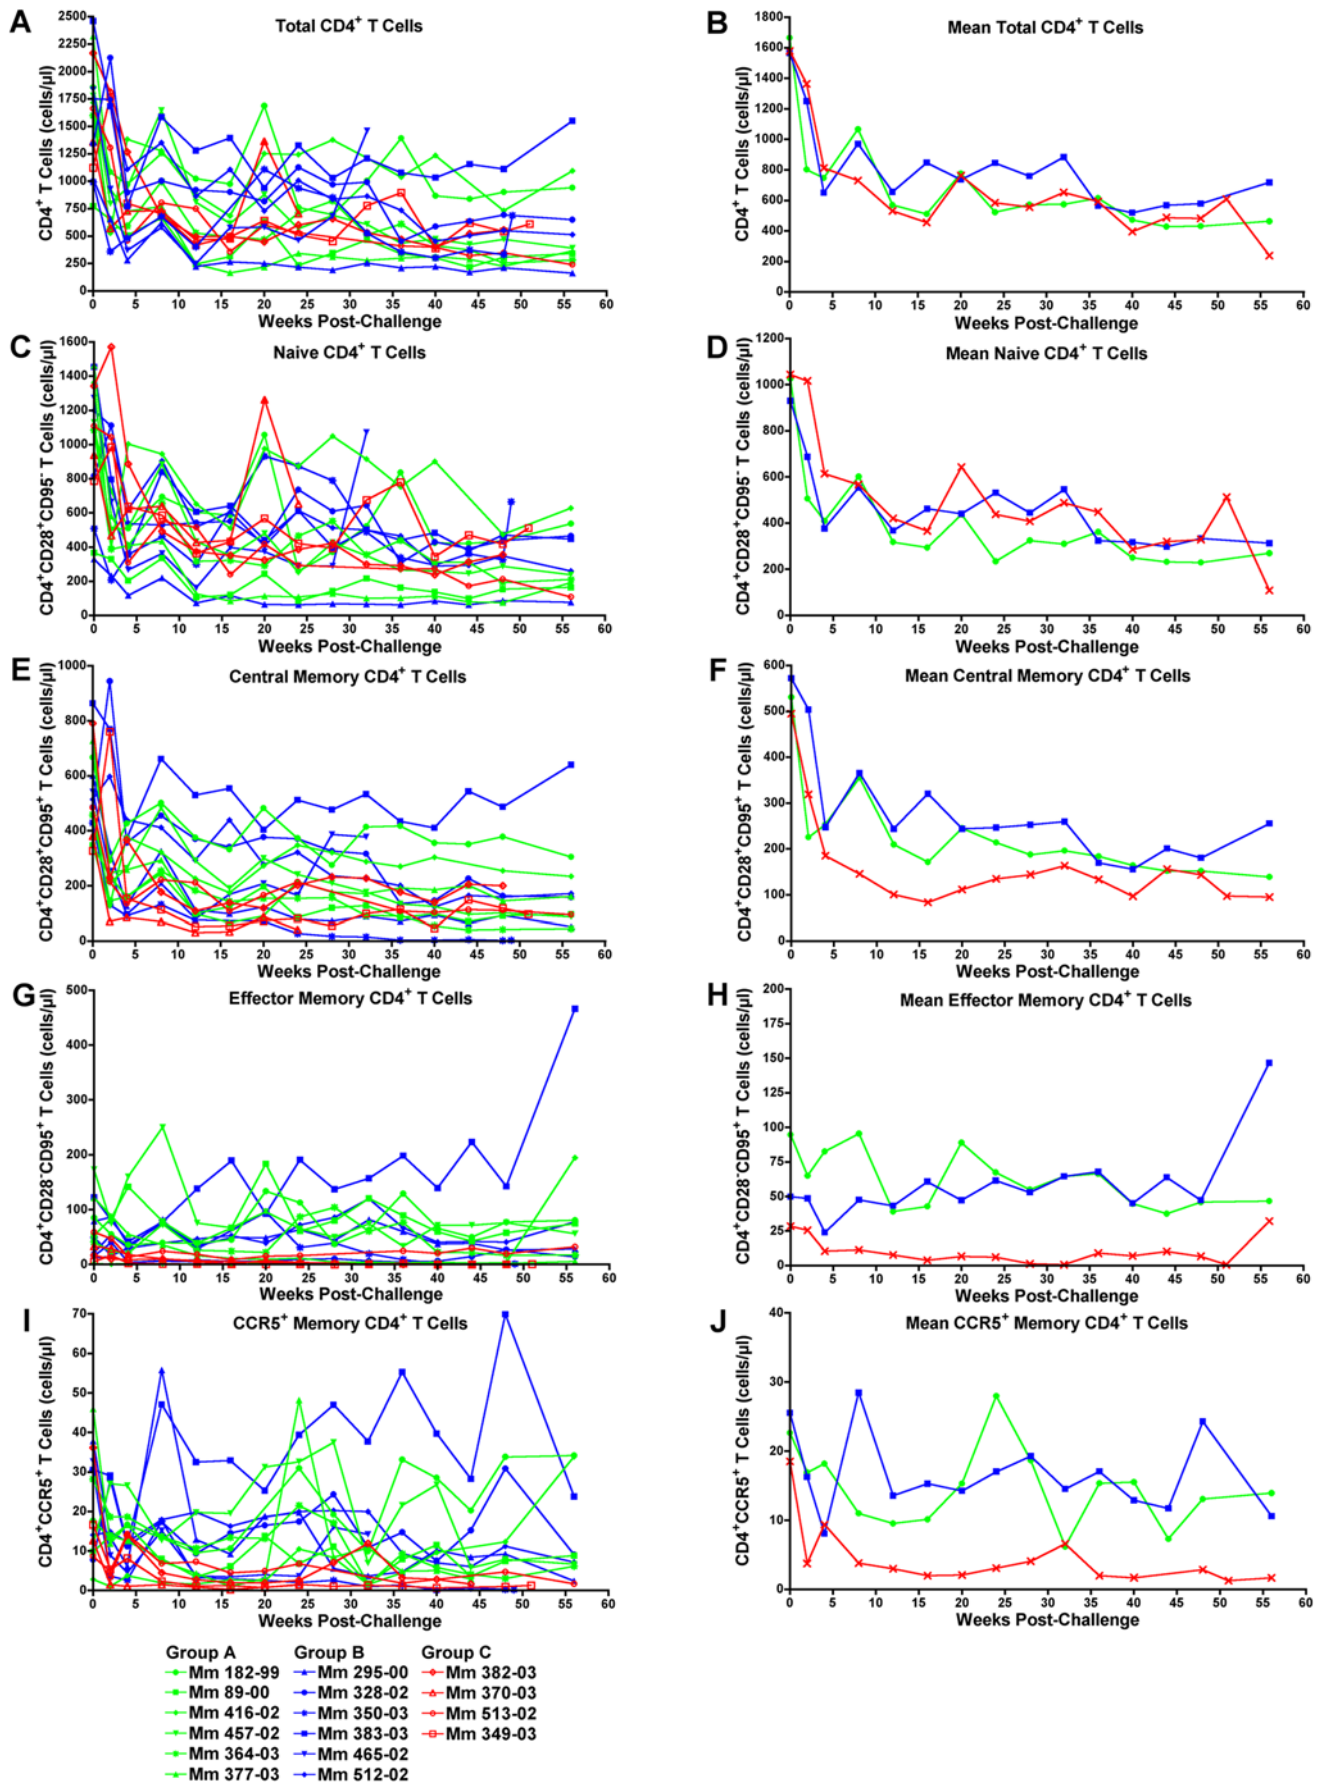 A
Total CD4+ T Cells
CD4+ T Cells (cells/µl)
2500
2250
2000
1750
1500
1250
1000
750
500
250
0
0 5 10 15 20 25 30 35 40 45 50 55 60
Weeks Post-Challenge
B
Mean Total CD4+ T Cells
CD4+ T Cells (cells/µl)
1800
1600
1400
1200
1000
800
600
400
200
0
0 5 10 15 20 25 30 35 40 45 50 55 60
Weeks Post-Challenge
C
Naive CD4+ T Cells
CD4+CD28+CD95- T Cells (cells/µl)
1600
1400
1200
1000
800
600
400
200
0
0 5 10 15 20 25 30 35 40 45 50 55 60
Weeks Post-Challenge
D
Mean Naive CD4+ T Cells
CD4+CD28+CD95- T Cells (cells/µl)
1200
1000
800
600
400
200
0
0 5 10 15 20 25 30 35 40 45 50 55 60
Weeks Post-Challenge
E
Central Memory CD4+ T Cells
CD4+CD28+CD95+ T Cells (cells/µl)
1000
800
600
400
200
0
0 5 10 15 20 25 30 35 40 45 50 55 60
Weeks Post-Challenge
F
Mean Central Memory CD4+ T Cells
CD4+CD28+CD95+ T Cells (cells/µl)
600
500
400
300
200
100
0
0 5 10 15 20 25 30 35 40 45 50 55 60
Weeks Post-Challenge
G
Effector Memory CD4+ T Cells
CD4+CD28-CD95+ T Cells (cells/µl)
500
400
300
200
100
0
0 5 10 15 20 25 30 35 40 45 50 55 60
Weeks Post-Challenge
H
Mean Effector Memory CD4+ T Cells
CD4+CD28-CD95+ T Cells (cells/µl)
200
175
150
125
100
75
50
25
0
0 5 10 15 20 25 30 35 40 45 50 55 60
Weeks Post-Challenge
I
CCR5+ Memory CD4+ T Cells
CD4+CCR5+ T Cells (cells/µl)
70
60
50
40
30
20
10
0
0 5 10 15 20 25 30 35 40 45 50 55 60
Weeks Post-Challenge
J
Mean CCR5+ Memory CD4+ T Cells
CD4+CCR5+ T Cells (cells/µl)
40
30
20
10
0
0 5 10 15 20 25 30 35 40 45 50 55 60
Weeks Post-Challenge
Group A
Mm 182-99
Mm 89-00
Mm 416-02
Mm 457-02
Mm 364-03
Mm 377-03
Group B
Mm 295-00
Mm 328-02
Mm 350-03
Mm 383-03
Mm 465-02
Mm 512-02
Group C
Mm 382-03
Mm 370-03
Mm 513-02
Mm 349-03